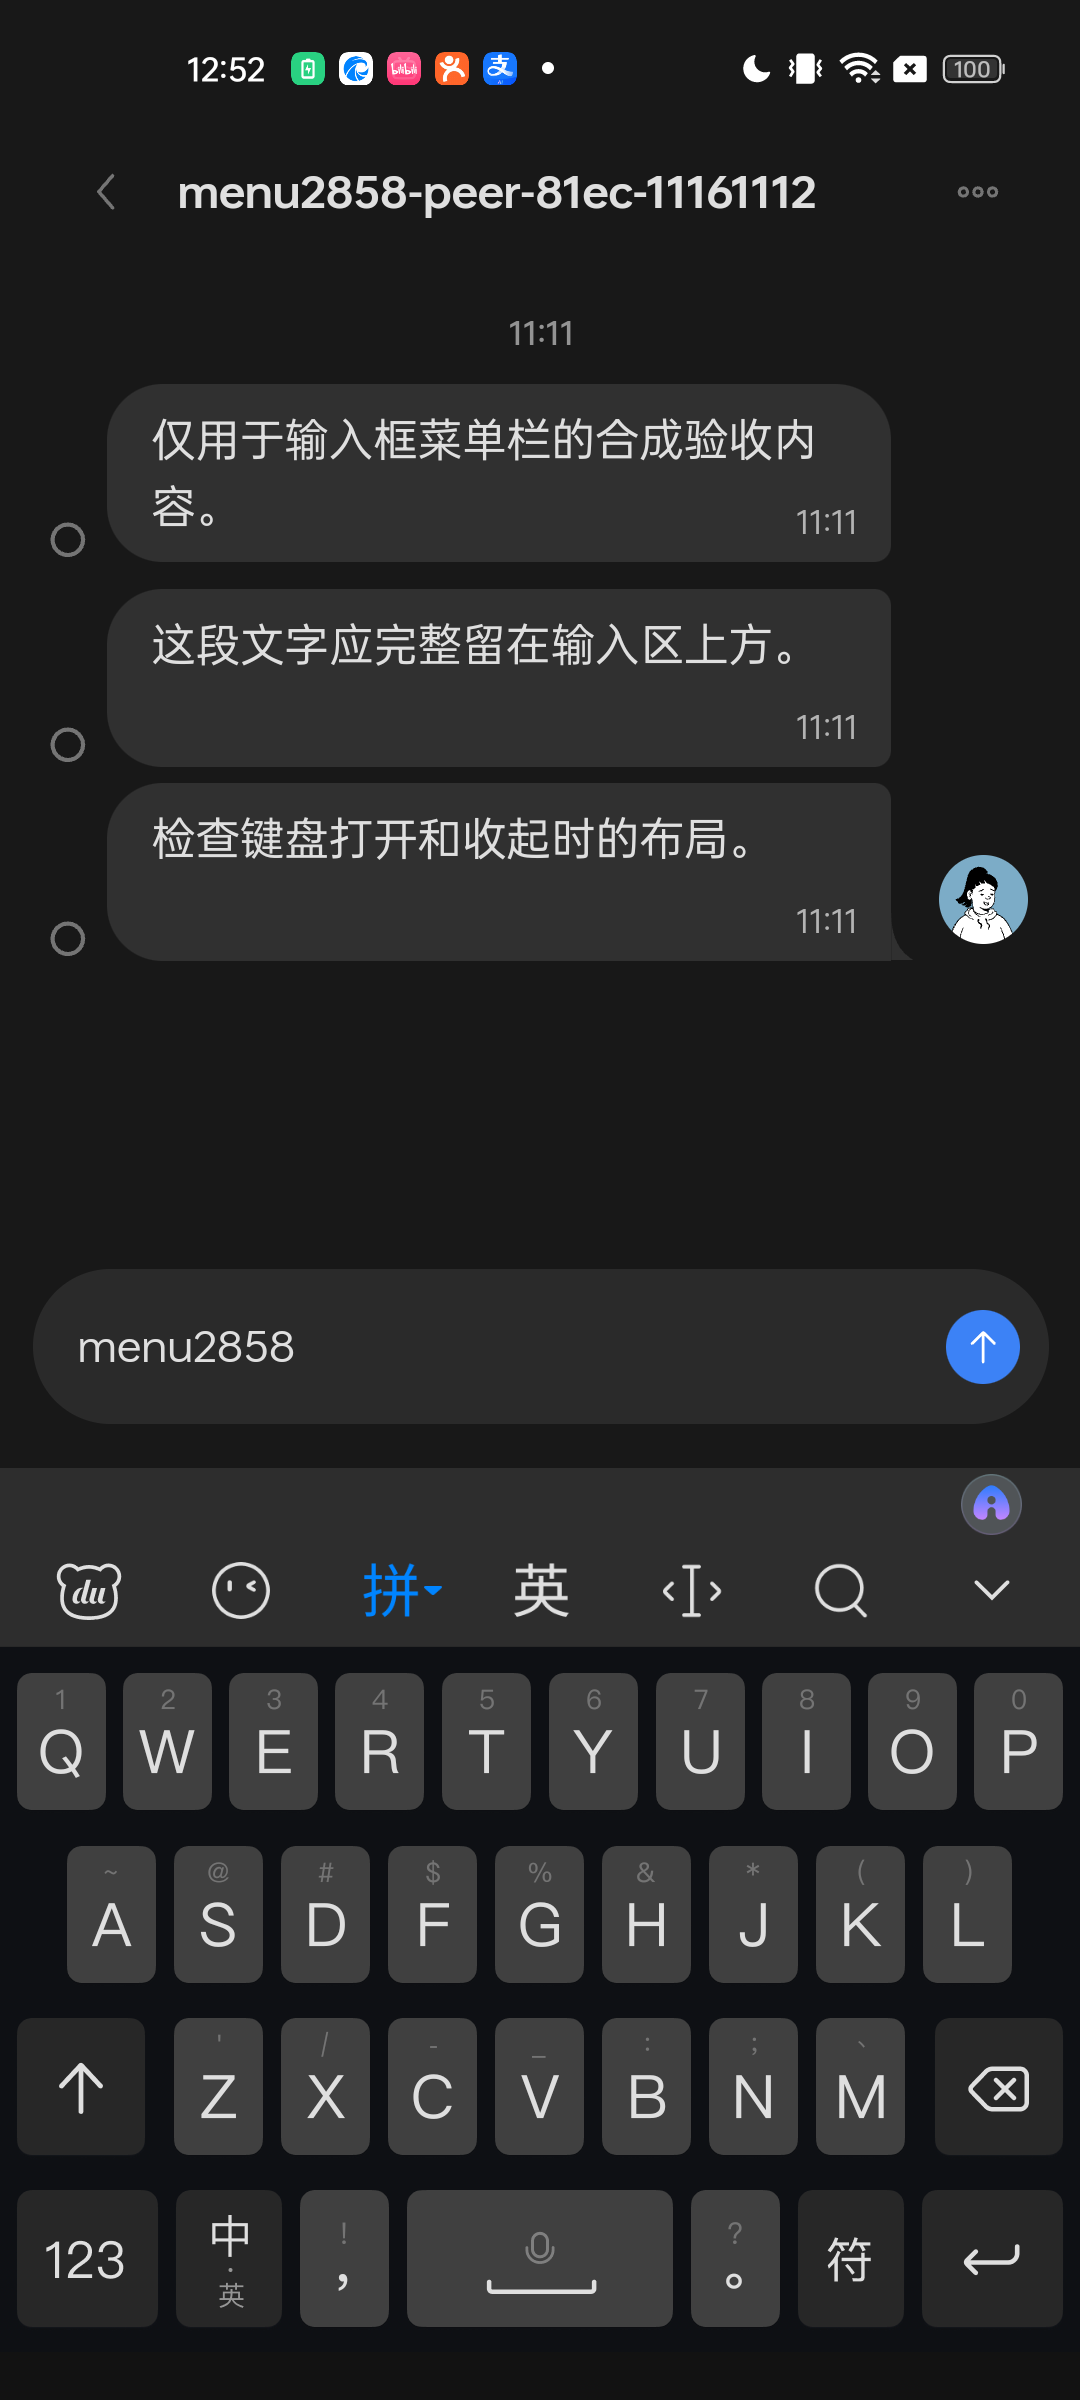 12:52
100
menu2858-peer-81ec-11161112
11:11
仅用于输入框菜单栏的合成验收内
容。
11:11
这段文字应完整留在输入区上方。
11:11
检查键盘打开和收起时的布局。
11:11
menu2858
du 拼 英
1 2 3 4 5 6 7 8 9 0
Q W E R T Y U I O P
~ @ # $ % & * ( )
A S D F G H J K L
' / - _ : ; 、
Z X C V B N M
123 中 · 英 ! , ? 。 符